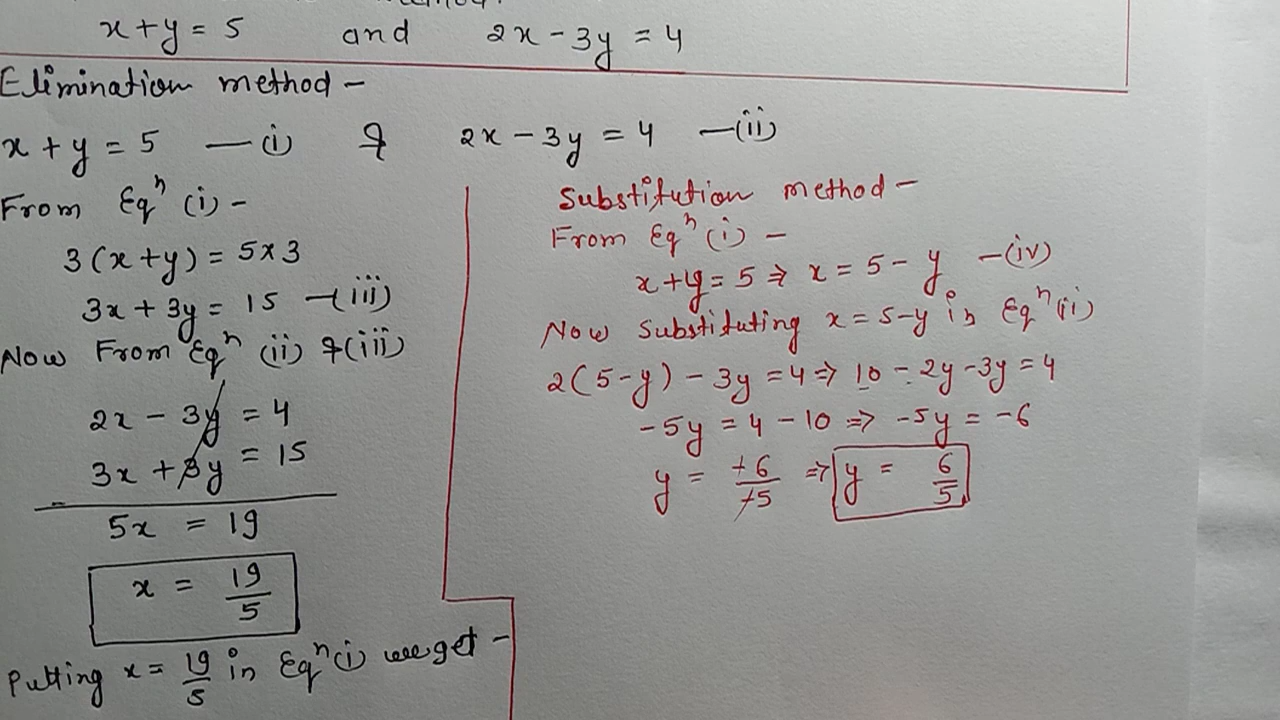 x + y = 5 and 2x - 3y = 4
Elimination method -
x + y = 5 —(i) & 2x - 3y = 4 —(ii)
From Eqⁿ (i) -
3(x + y) = 5 x 3
3x + 3y = 15 —(iii)
Now From Eqⁿ (ii) & (iii)
2x - 3y = 4
3x + 3y = 15
5x = 19
x = 19/5
Putting x = 19/5 in Eqⁿ (i) we get -
Substitution method -
From Eqⁿ (i) -
x + y = 5 ⇒ x = 5 - y —(iv)
Now Substituting x = 5-y in Eqⁿ (ii)
2(5-y) - 3y = 4 ⇒ 10 - 2y - 3y = 4
-5y = 4 - 10 ⇒ -5y = -6
y = +6/+5 ⇒ y = 6/5